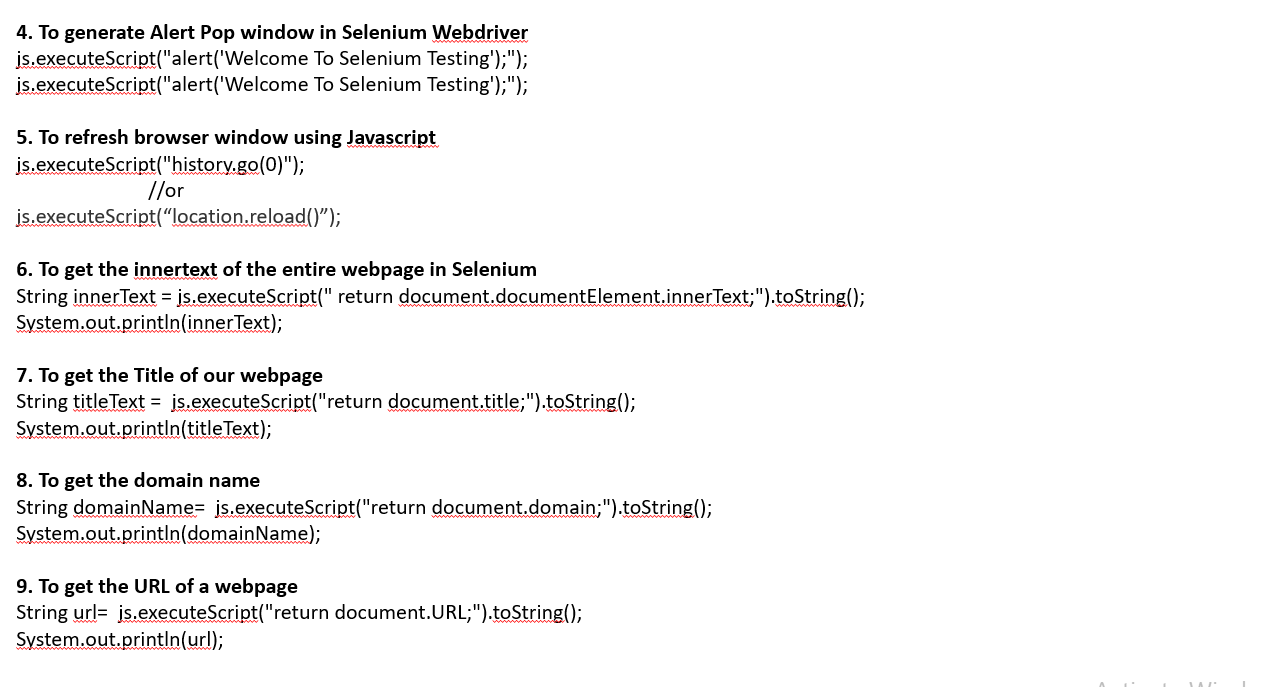 4. To generate Alert Pop window in Selenium Webdriver
js.executeScript("alert('Welcome To Selenium Testing');");
js.executeScript("alert('Welcome To Selenium Testing');");
5. To refresh browser window using Javascript
js.executeScript("history.go(0)");
//or
js.executeScript(“location.reload()”);
6. To get the innertext of the entire webpage in Selenium
String innerText = js.executeScript(" return document.documentElement.innerText;").toString();
System.out.println(innerText);
7. To get the Title of our webpage
String titleText =  js.executeScript("return document.title;").toString();
System.out.println(titleText);
8. To get the domain name
String domainName=  js.executeScript("return document.domain;").toString();
System.out.println(domainName);
9. To get the URL of a webpage
String url=  js.executeScript("return document.URL;").toString();
System.out.println(url);